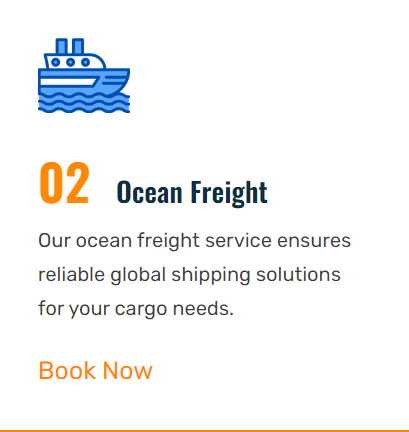 02 Ocean Freight
Our ocean freight service ensures
reliable global shipping solutions
for your cargo needs.
Book Now